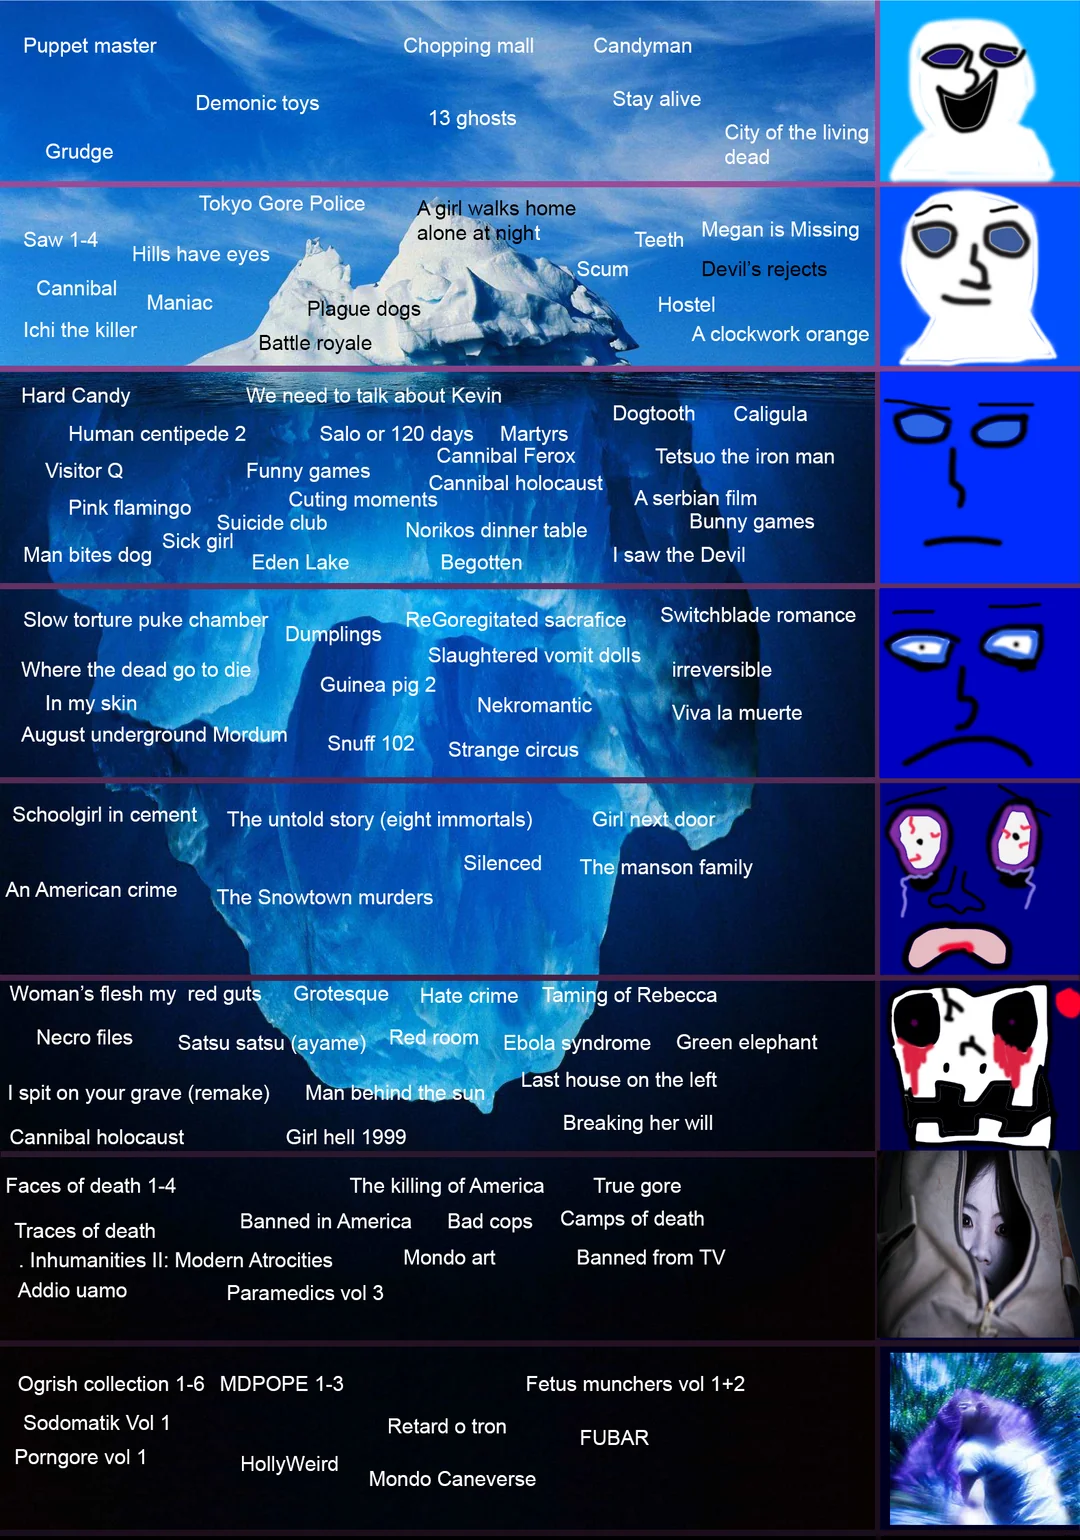 Puppet master
Chopping mall
Candyman
Demonic toys
Stay alive
13 ghosts
City of the living
dead
Grudge
Tokyo Gore Police
A girl walks home
alone at night
Saw 1-4
Hills have eyes
Teeth
Megan is Missing
Scum
Devil's rejects
Cannibal
Maniac
Plague dogs
Hostel
Ichi the killer
Battle royale
A clockwork orange
Hard Candy
We need to talk about Kevin
Dogtooth
Caligula
Human centipede 2
Salo or 120 days
Martyrs
Cannibal Ferox
Tetsuo the iron man
Visitor Q
Funny games
Cannibal holocaust
Cuting moments
A serbian film
Pink flamingo
Suicide club
Norikos dinner table
Bunny games
Sick girl
Man bites dog
Eden Lake
Begotten
I saw the Devil
Slow torture puke chamber
Dumplings
ReGoregitated sacrafice
Switchblade romance
Slaughtered vomit dolls
Where the dead go to die
irreversible
Guinea pig 2
In my skin
Nekromantic
Viva la muerte
August underground Mordum
Snuff 102
Strange circus
Schoolgirl in cement
The untold story (eight immortals)
Girl next door
Silenced
The manson family
An American crime
The Snowtown murders
Woman's flesh my  red guts
Grotesque
Hate crime
Taming of Rebecca
Necro files
Satsu satsu (ayame)
Red room
Ebola syndrome
Green elephant
I spit on your grave (remake)
Man behind the sun
Last house on the left
Breaking her will
Cannibal holocaust
Girl hell 1999
Faces of death 1-4
The killing of America
True gore
Traces of death
Banned in America
Bad cops
Camps of death
. Inhumanities II: Modern Atrocities
Mondo art
Banned from TV
Addio uamo
Paramedics vol 3
Ogrish collection 1-6
MDPOPE 1-3
Fetus munchers vol 1+2
Sodomatik Vol 1
Retard o tron
FUBAR
Porngore vol 1
HollyWeird
Mondo Caneverse